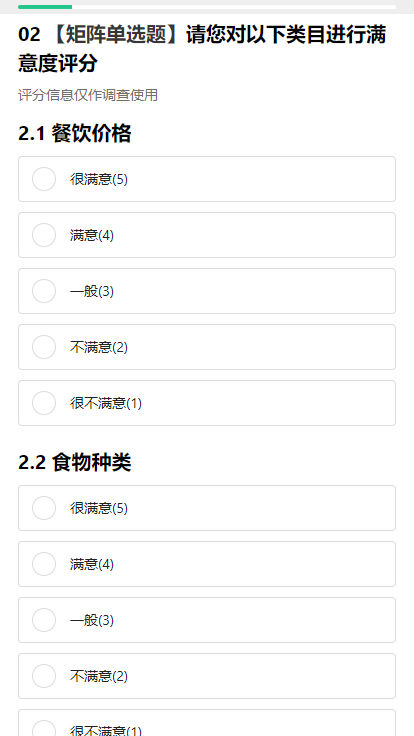 02 【矩阵单选题】请您对以下类目进行满
意度评分
评分信息仅作调查使用
2.1 餐饮价格
很满意(5)
满意(4)
一般(3)
不满意(2)
很不满意(1)
2.2 食物种类
很满意(5)
满意(4)
一般(3)
不满意(2)
很不满意(1)